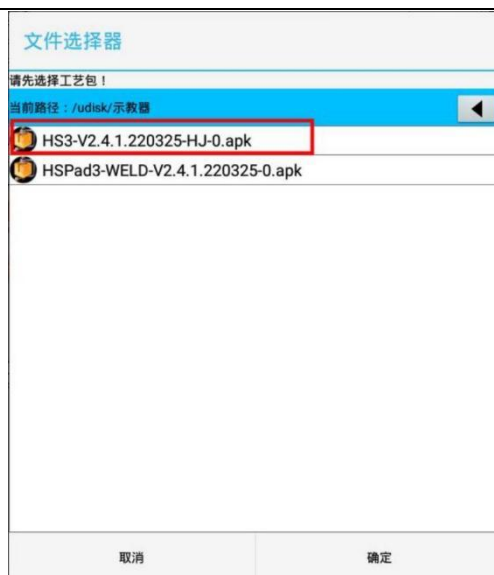 文件选择器
请先选择工艺包！
当前路径：/udisk/示教器
HS3-V2.4.1.220325-HJ-0.apk
HSPad3-WELD-V2.4.1.220325-0.apk
取消 确定